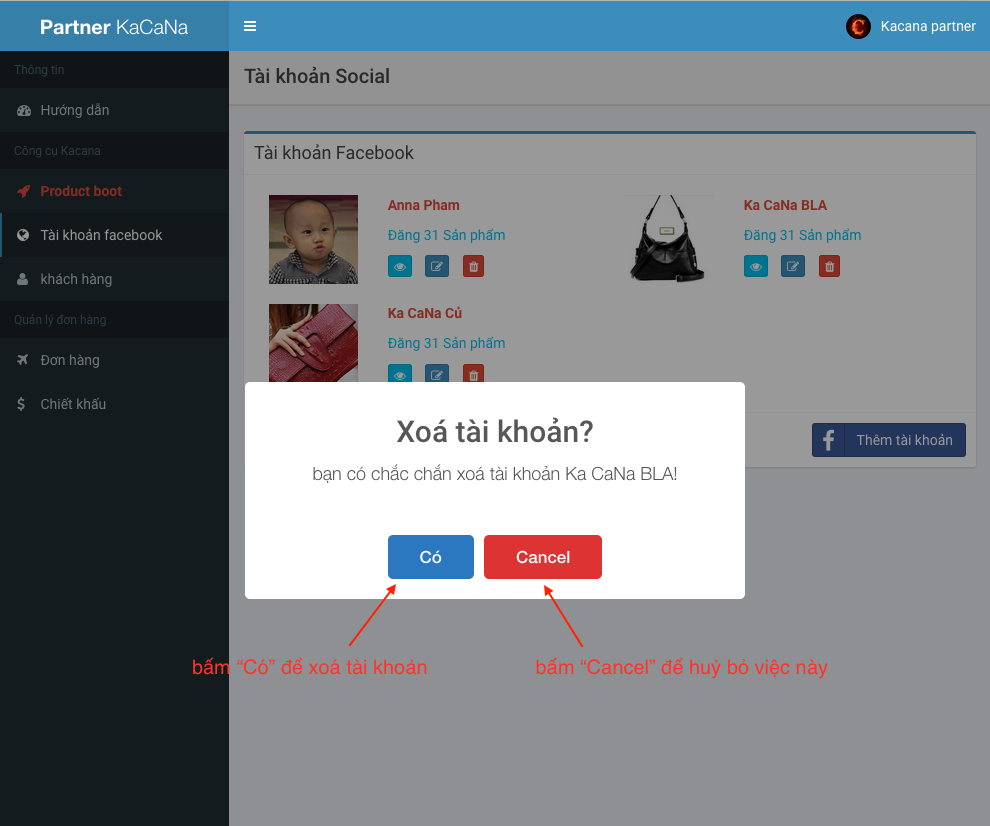 Partner KaCaNa
Kacana partner
Thông tin
Hướng dẫn
Công cụ Kacana
Product boot
Tài khoản facebook
khách hàng
Quản lý đơn hàng
Đơn hàng
Chiết khấu
Tài khoản Social
Tài khoản Facebook
Anna Pham
Đăng 31 Sản phẩm
Ka CaNa BLA
Đăng 31 Sản phẩm
Ka CaNa Củ
Đăng 31 Sản phẩm
Thêm tài khoản
Xoá tài khoản?
bạn có chắc chắn xoá tài khoản Ka CaNa BLA!
Có
Cancel
bấm “Có” để xoá tài khoản
bấm “Cancel” để huỷ bỏ việc này